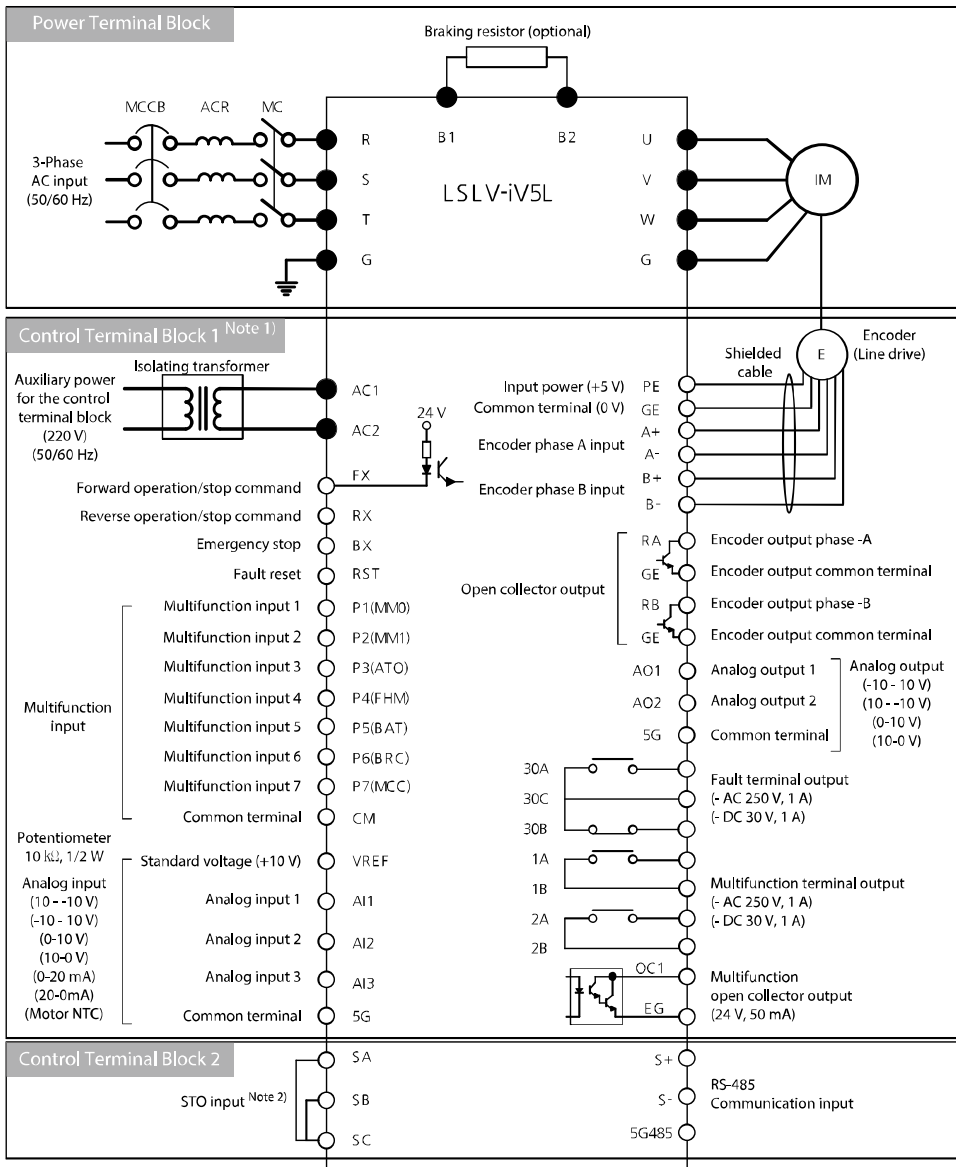 Power Terminal Block
Braking resistor (optional)
MCCB ACR MC
B1 B2
3-Phase
AC input
(50/60 Hz)
R
S
T
G
LSLV-iV5L
U
V
W
G
IM
Control Terminal Block 1 Note 1)
Auxiliary power
for the control
terminal block
(220 V)
(50/60 Hz)
Isolating transformer
AC1
AC2
24 V
Forward operation/stop command FX
Reverse operation/stop command RX
Emergency stop BX
Fault reset RST
Multifunction
input
Multifunction input 1 P1(MM0)
Multifunction input 2 P2(MM1)
Multifunction input 3 P3(ATO)
Multifunction input 4 P4(FHM)
Multifunction input 5 P5(BAT)
Multifunction input 6 P6(BRC)
Multifunction input 7 P7(MCC)
Common terminal CM
Potentiometer
10 kΩ, 1/2 W
Analog input
(10 - -10 V)
(-10 - 10 V)
(0-10 V)
(10-0 V)
(0-20 mA)
(20-0mA)
(Motor NTC)
Standard voltage (+10 V) VREF
Analog input 1 AI1
Analog input 2 AI2
Analog input 3 AI3
Common terminal 5G
Shielded
cable
E
Encoder
(Line drive)
Input power (+5 V) PE
Common terminal (0 V) GE
Encoder phase A input
A+
A-
Encoder phase B input
B+
B-
Open collector output
RA Encoder output phase -A
GE Encoder output common terminal
RB Encoder output phase -B
GE Encoder output common terminal
AO1 Analog output 1
AO2 Analog output 2
5G Common terminal
Analog output
(-10 - 10 V)
(10 - -10 V)
(0-10 V)
(10-0 V)
30A
30C
30B
Fault terminal output
(- AC 250 V, 1 A)
(- DC 30 V, 1 A)
1A
1B
2A
2B
Multifunction terminal output
(- AC 250 V, 1 A)
(- DC 30 V, 1 A)
OC1
EG
Multifunction
open collector output
(24 V, 50 mA)
Control Terminal Block 2
STO input Note 2)
SA
SB
SC
S+
S-
5G485
RS-485
Communication input